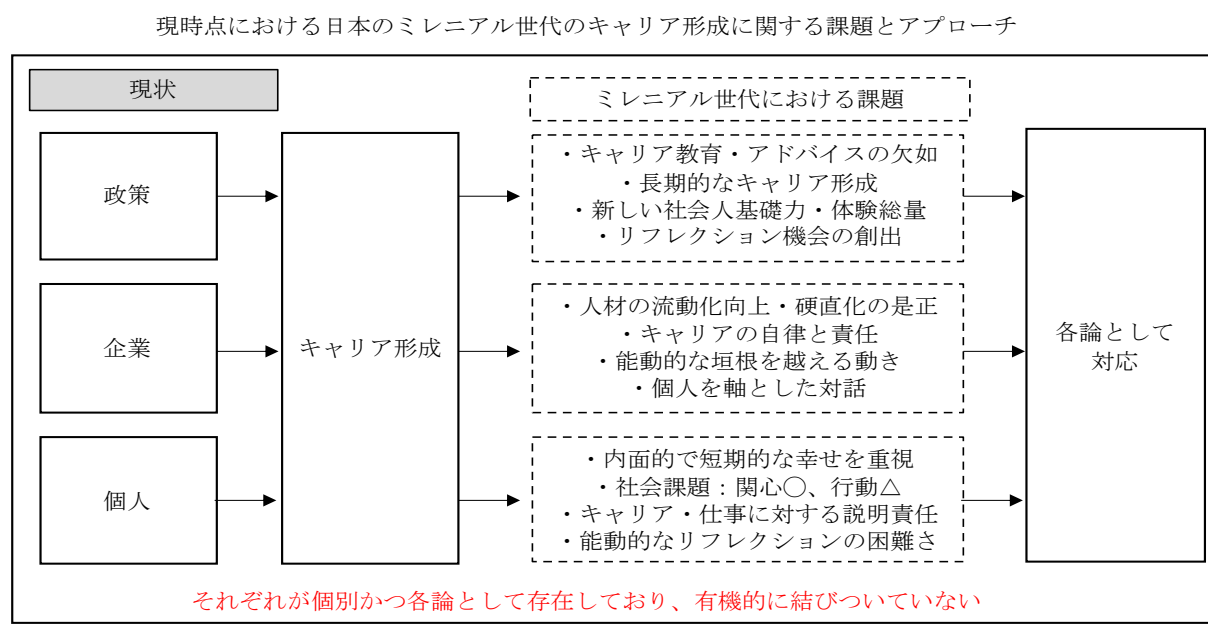 現時点における日本のミレニアル世代のキャリア形成に関する課題とアプローチ
現状
ミレニアル世代における課題
政策
企業
個人
キャリア形成
・キャリア教育・アドバイスの欠如
・長期的なキャリア形成
・新しい社会人基礎力・体験総量
・リフレクション機会の創出
・人材の流動化向上・硬直化の是正
・キャリアの自律と責任
・能動的な垣根を越える動き
・個人を軸とした対話
・内面的で短期的な幸せを重視
・社会課題：関心〇、行動△
・キャリア・仕事に対する説明責任
・能動的なリフレクションの困難さ
各論として
対応
それぞれが個別かつ各論として存在しており、有機的に結びついていない